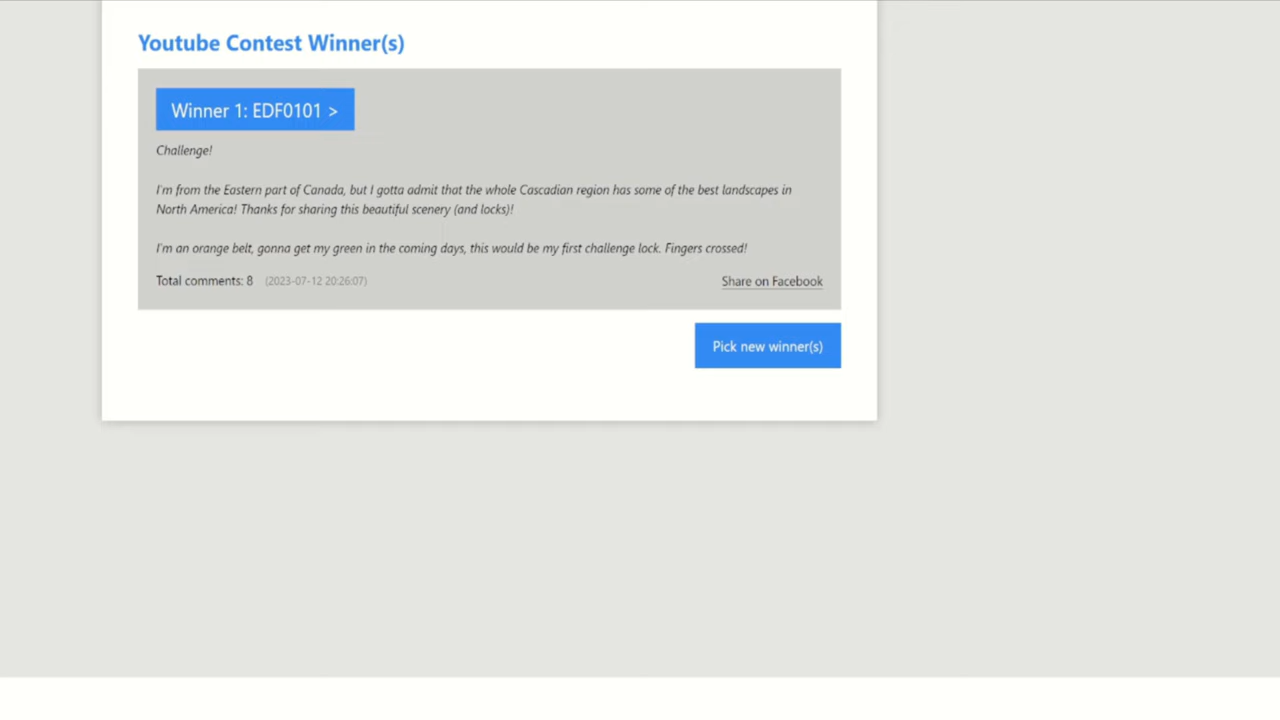 Youtube Contest Winner(s)
Winner 1: EDF0101 >
Challenge!
I'm from the Eastern part of Canada, but I gotta admit that the whole Cascadian region has some of the best landscapes in
North America! Thanks for sharing this beautiful scenery (and locks)!
I'm an orange belt, gonna get my green in the coming days, this would be my first challenge lock. Fingers crossed!
Total comments: 8 (2023-07-12 20:26:07) Share on Facebook
Pick new winner(s)